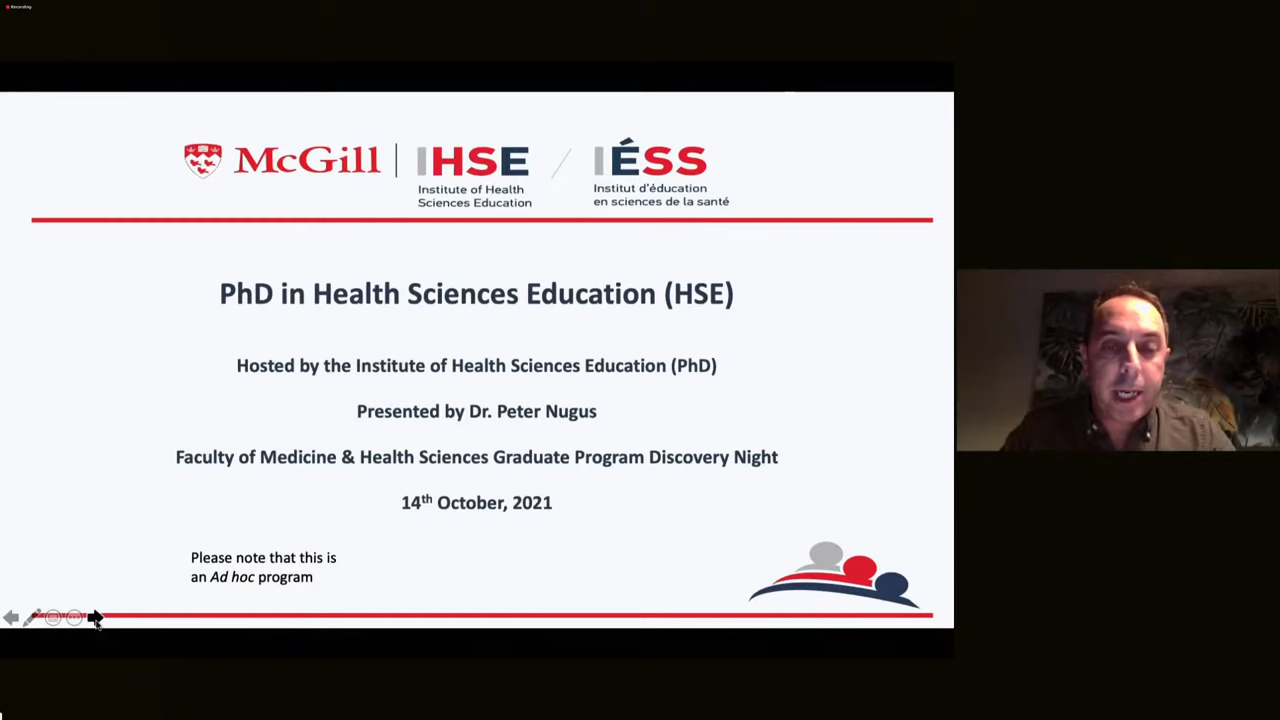 Recording
McGill
IHSE
Institute of Health
Sciences Education
IÉSS
Institut d'éducation
en sciences de la santé
PhD in Health Sciences Education (HSE)
Hosted by the Institute of Health Sciences Education (PhD)
Presented by Dr. Peter Nugus
Faculty of Medicine & Health Sciences Graduate Program Discovery Night
14th October, 2021
Please note that this is
an Ad hoc program